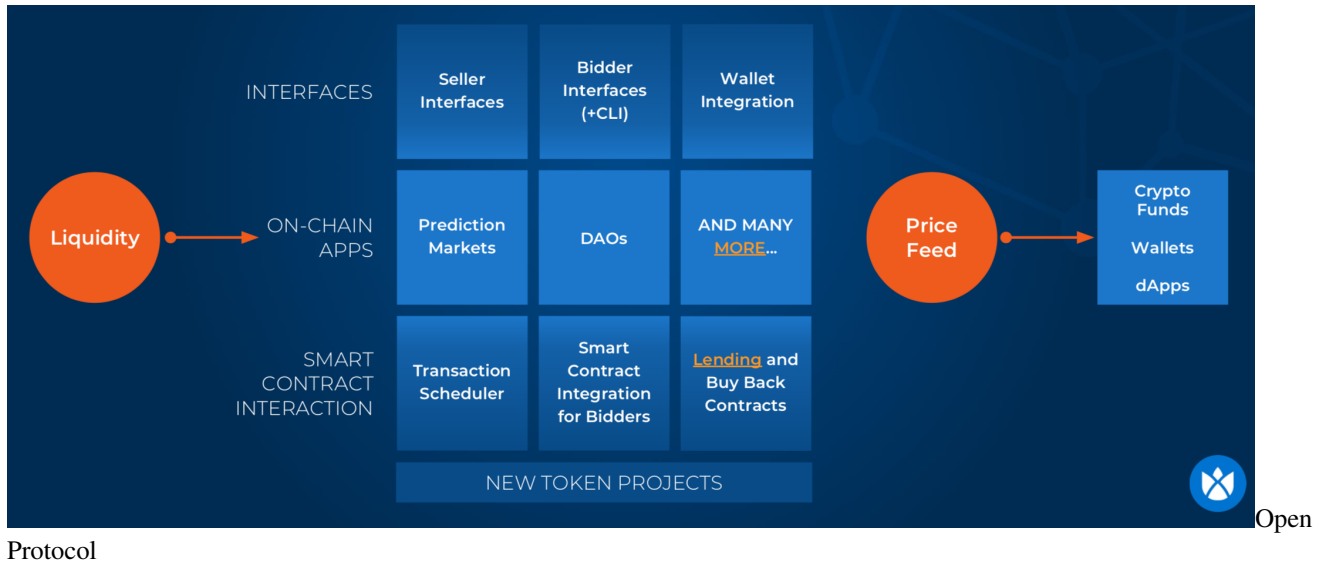 INTERFACES
Seller
Interfaces
Bidder
Interfaces
(+CLI)
Wallet
Integration
Liquidity
ON-CHAIN
APPS
Prediction
Markets
DAOs
AND MANY
MORE...
Price
Feed
Crypto
Funds
Wallets
dApps
SMART
CONTRACT
INTERACTION
Transaction
Scheduler
Smart
Contract
Integration
for Bidders
Lending and
Buy Back
Contracts
NEW TOKEN PROJECTS
Open
Protocol